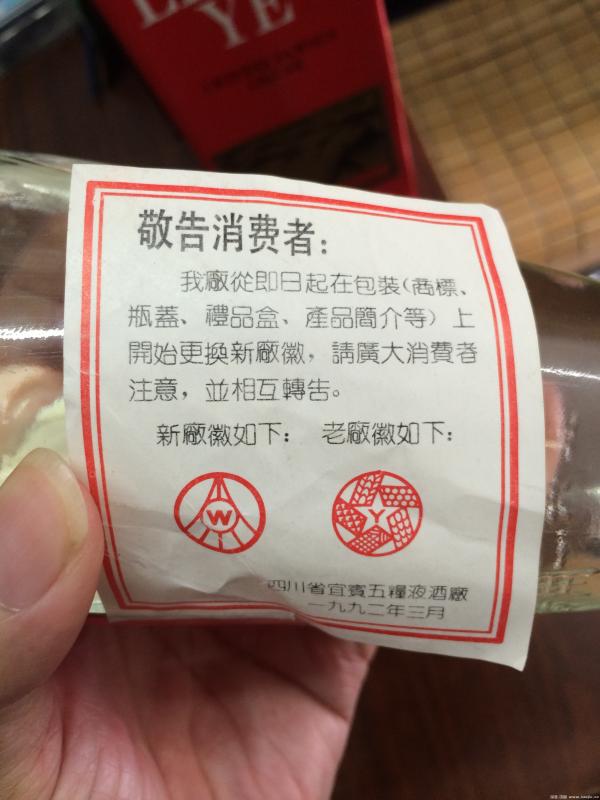 YE
敬告消费者：
我廠從即日起在包裝(商標、
瓶蓋、禮品盒、產品簡介等）上
開始更換新廠徽，請廣大消費者
注意，並相互轉告。
新廠徽如下： 老廠徽如下：
W
Y
四川省宜賓五糧液酒廠
一九九二年三月